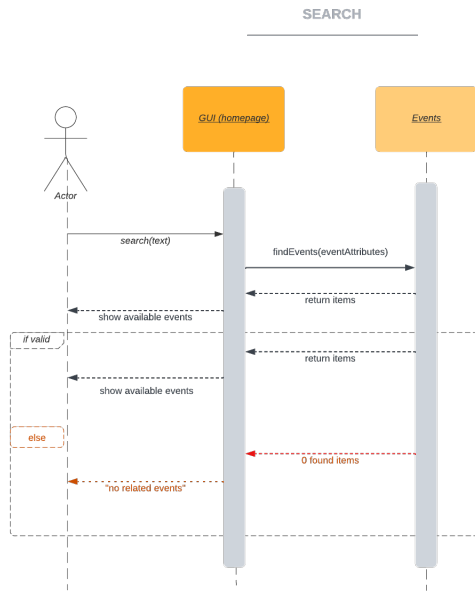 SEARCH
GUI (homepage)
Events
Actor
search(text)
findEvents(eventAttributes)
return items
show available events
if valid
return items
show available events
else
0 found items
"no related events"